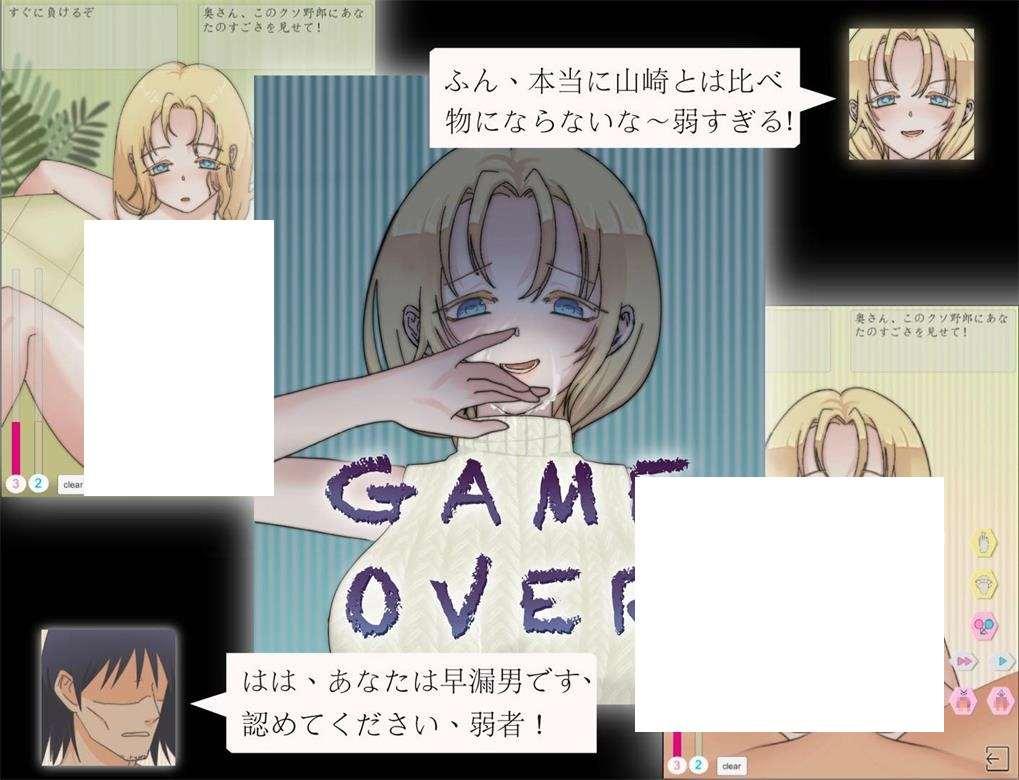 すぐに負けるぞ
奥さん、このクソ野郎にあな
たのすごさを見せて!
ふん、本当に山崎とは比べ
物にならないな～弱すぎる!
奥さん、このクソ野郎にあな
たのすごさを見せて!
3
2
clear
GAME
OVER
はは、あなたは早漏男です、
認めてください、弱者！
3
2
clear